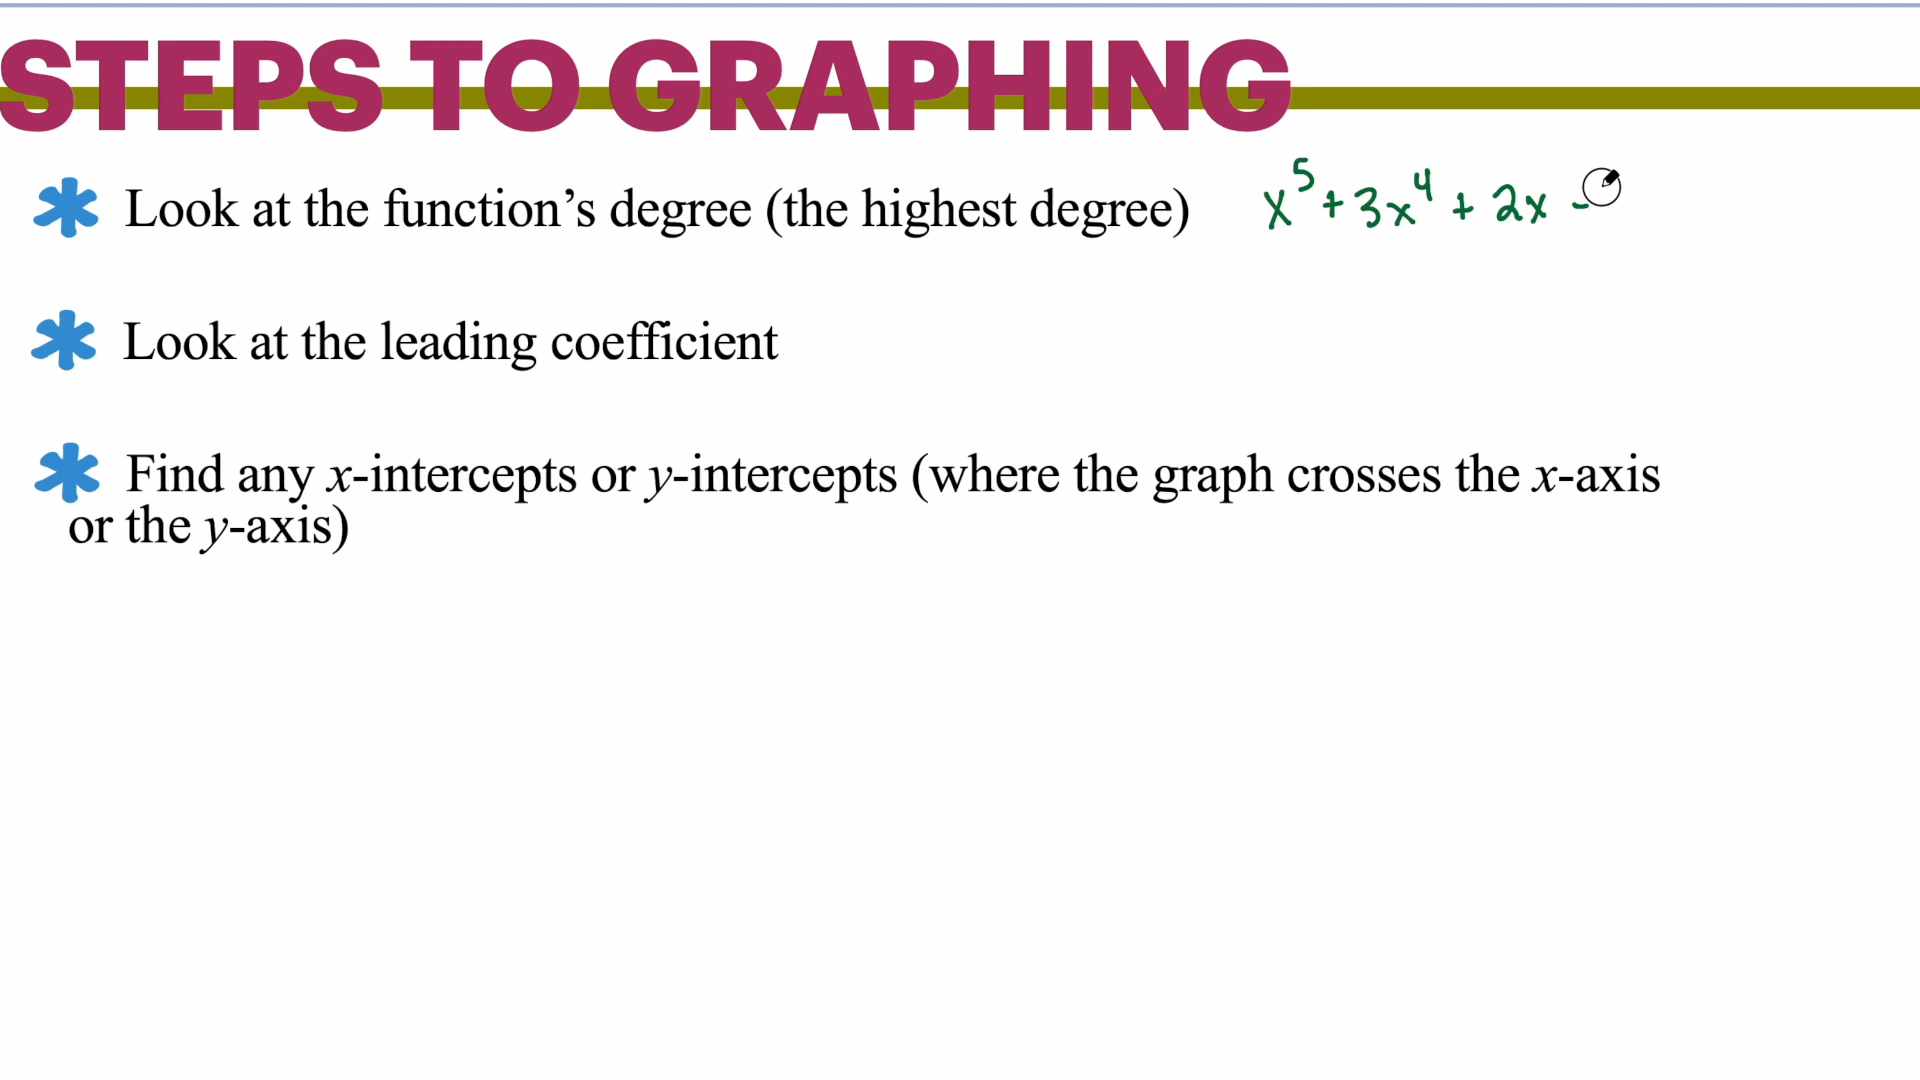 STEPS TO GRAPHING
* Look at the function’s degree (the highest degree) x⁵ + 3x⁴ + 2x -
* Look at the leading coefficient
* Find any x-intercepts or y-intercepts (where the graph crosses the x-axis
or the y-axis)